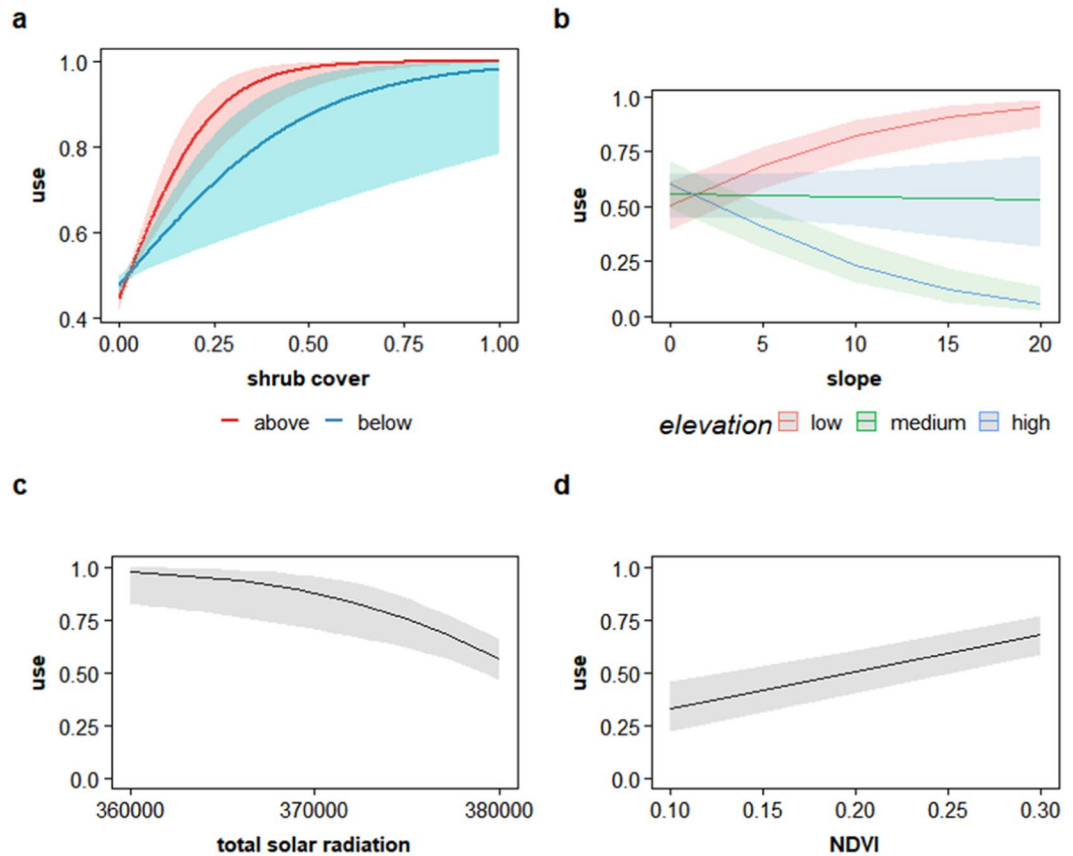 a
1.0
0.8
0.6
0.4
use
0.00 0.25 0.50 0.75 1.00
shrub cover
above below
b
1.00
0.75
0.50
0.25
0.0
use
0 5 10 15 20
slope
elevation low medium high
c
1.00
0.75
0.50
0.25
0.0
use
360000 370000 380000
total solar radiation
d
1.00
0.75
0.50
0.25
0.0
use
0.10 0.15 0.20 0.25 0.30
NDVI